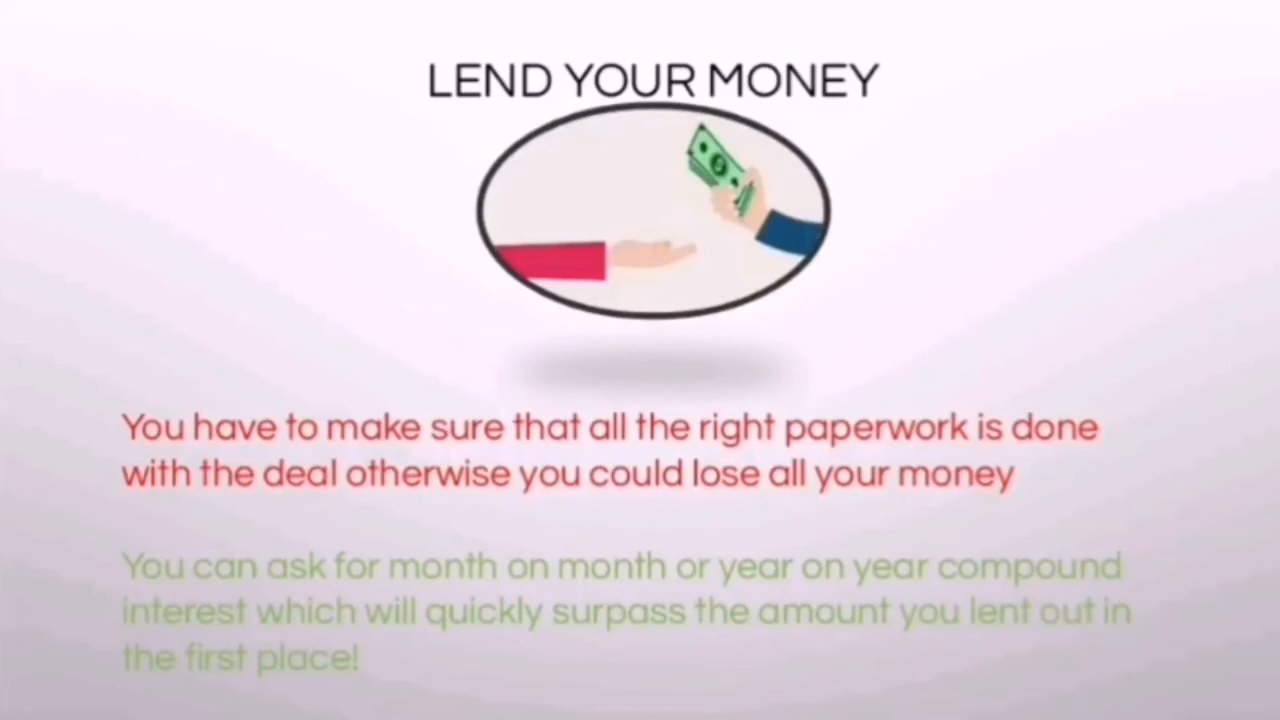 LEND YOUR MONEY
You have to make sure that all the right paperwork is done
with the deal otherwise you could lose all your money
You can ask for month on month or year on year compound
interest which will quickly surpass the amount you lent out in
the first place!